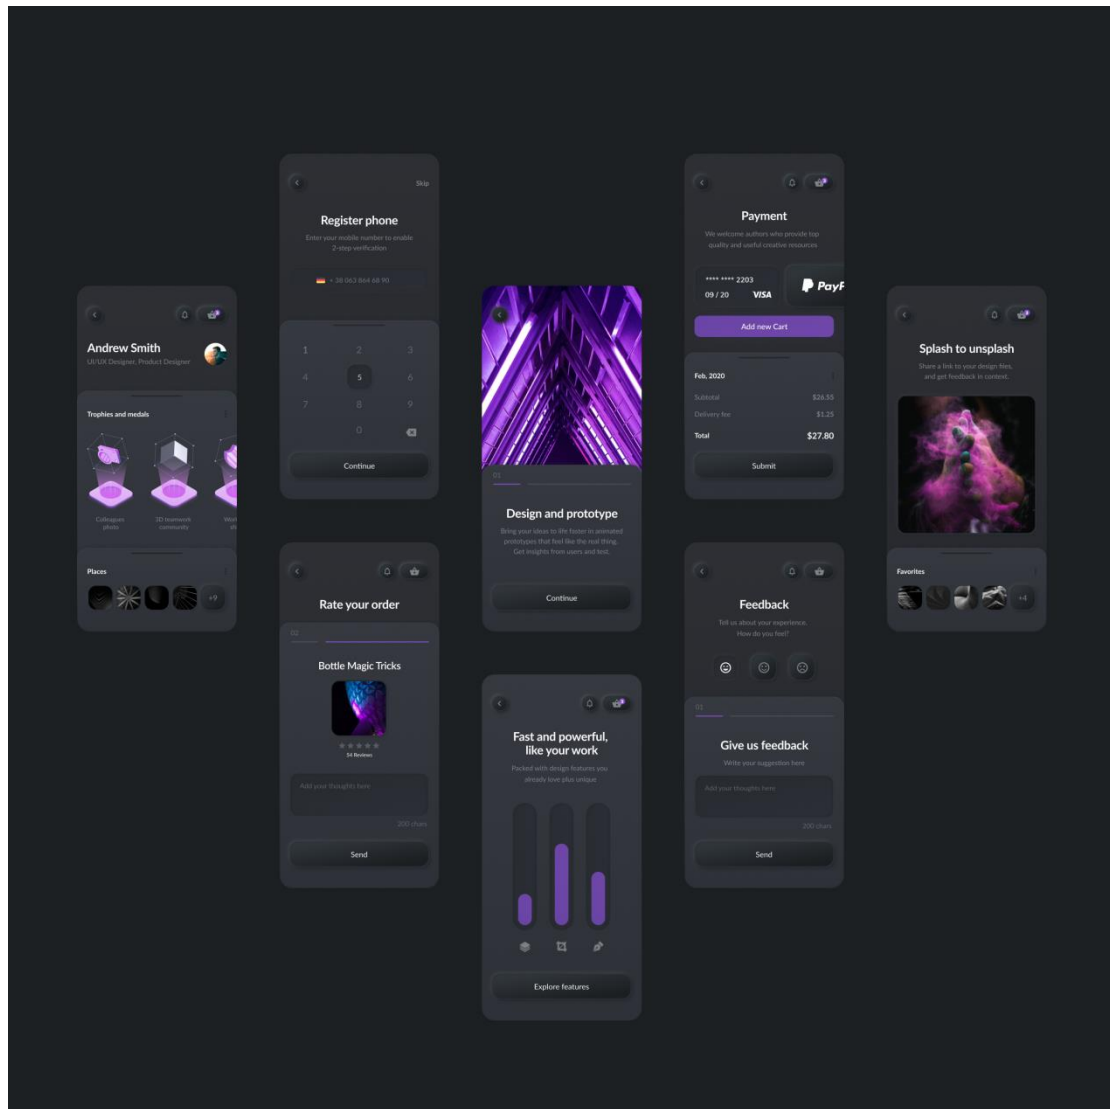 Andrew Smith
UI/UX Designer, Product Designer
Trophies and medals
Colleagues
photo
3D teamwork
community
Places
+9
Skip
Register phone
Enter your mobile number to enable
2-step verification
+ 38 063 864 68 90
1 2 3
4 5 6
7 8 9
0
Continue
Rate your order
02
Bottle Magic Tricks
54 Reviews
Add your thoughts here
200 chars
Send
01
Design and prototype
Bring your ideas to life faster in animated
prototypes that feel like the real thing.
Get insights from users and test.
Continue
Fast and powerful,
like your work
Packed with design features you
already love plus unique
Explore features
Payment
We welcome authors who provide top
quality and useful creative resources
**** **** 2203
09 / 20 VISA
PayP
Add new Cart
Feb, 2020
Subtotal $26.55
Delivery fee $1.25
Total $27.80
Submit
Feedback
Tell us about your experience.
How do you feel?
01
Give us feedback
Write your suggestion here
Add your thoughts here
200 chars
Send
Splash to unsplash
Share a link to your design files,
and get feedback in context.
Favorites
+4